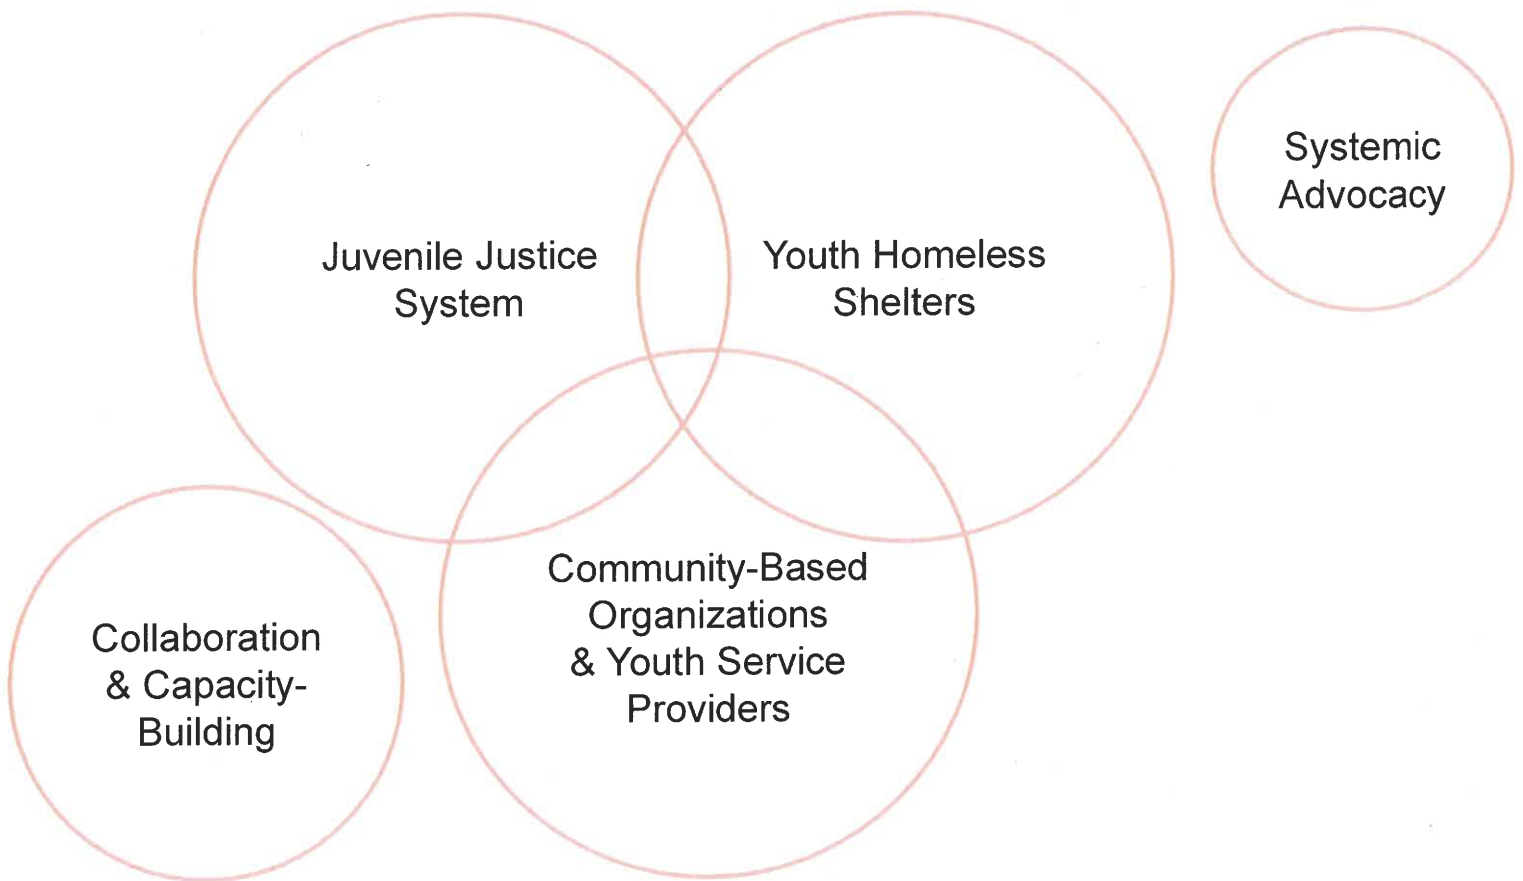 Juvenile Justice
System
Youth Homeless
Shelters
Systemic
Advocacy
Community-Based
Organizations
& Youth Service
Providers
Collaboration
& Capacity-
Building